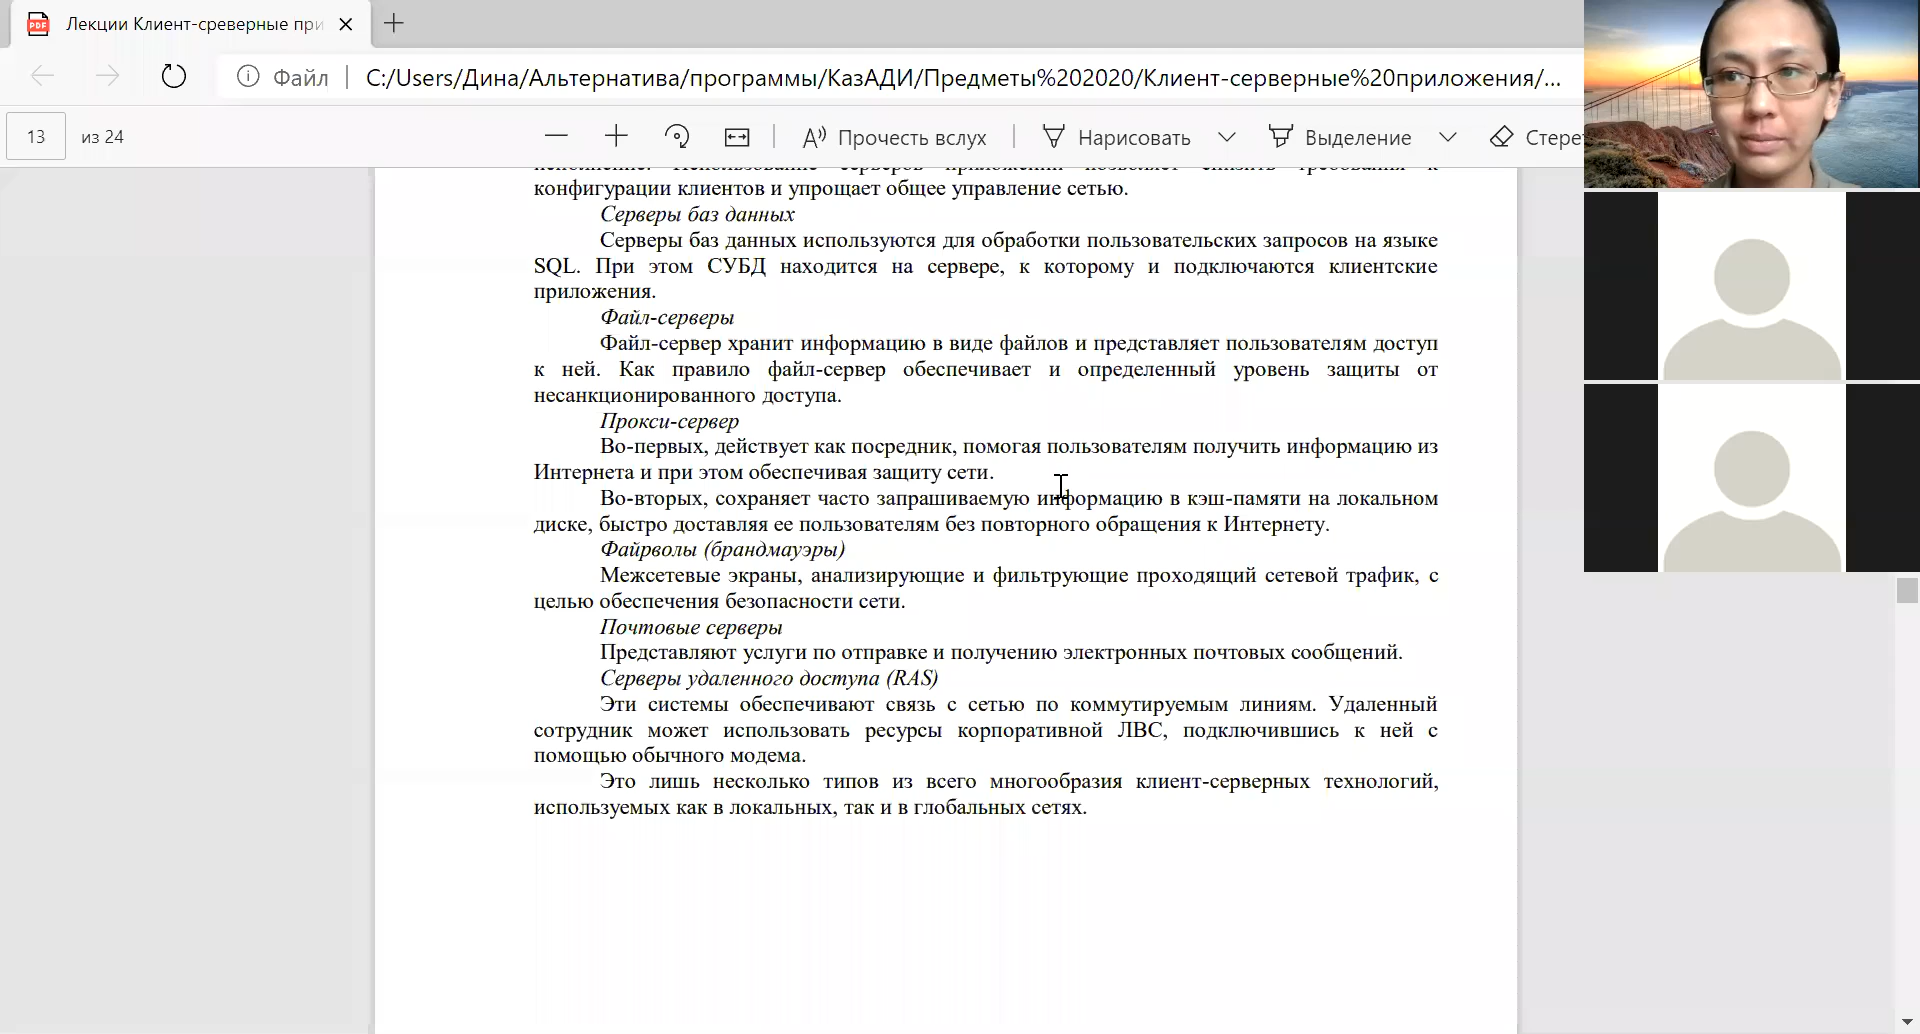 Лекции Клиент-среверные при
Файл
C:/Users/Дина/Альтернатива/программы/КазАДИ/Предметы%202020/Клиент-серверные%20приложения/...
13 из 24
Прочесть вслух
Нарисовать
Выделение
Стере
исполнение. Использование серверов приложений позволяет снизить требования к
конфигурации клиентов и упрощает общее управление сетью.
Серверы баз данных
Серверы баз данных используются для обработки пользовательских запросов на языке
SQL. При этом СУБД находится на сервере, к которому и подключаются клиентские
приложения.
Файл-серверы
Файл-сервер хранит информацию в виде файлов и представляет пользователям доступ
к ней. Как правило файл-сервер обеспечивает и определенный уровень защиты от
несанкционированного доступа.
Прокси-сервер
Во-первых, действует как посредник, помогая пользователям получить информацию из
Интернета и при этом обеспечивая защиту сети.
Во-вторых, сохраняет часто запрашиваемую информацию в кэш-памяти на локальном
диске, быстро доставляя ее пользователям без повторного обращения к Интернету.
Файрволы (брандмауэры)
Межсетевые экраны, анализирующие и фильтрующие проходящий сетевой трафик, с
целью обеспечения безопасности сети.
Почтовые серверы
Представляют услуги по отправке и получению электронных почтовых сообщений.
Серверы удаленного доступа (RAS)
Эти системы обеспечивают связь с сетью по коммутируемым линиям. Удаленный
сотрудник может использовать ресурсы корпоративной ЛВС, подключившись к ней с
помощью обычного модема.
Это лишь несколько типов из всего многообразия клиент-серверных технологий,
используемых как в локальных, так и в глобальных сетях.